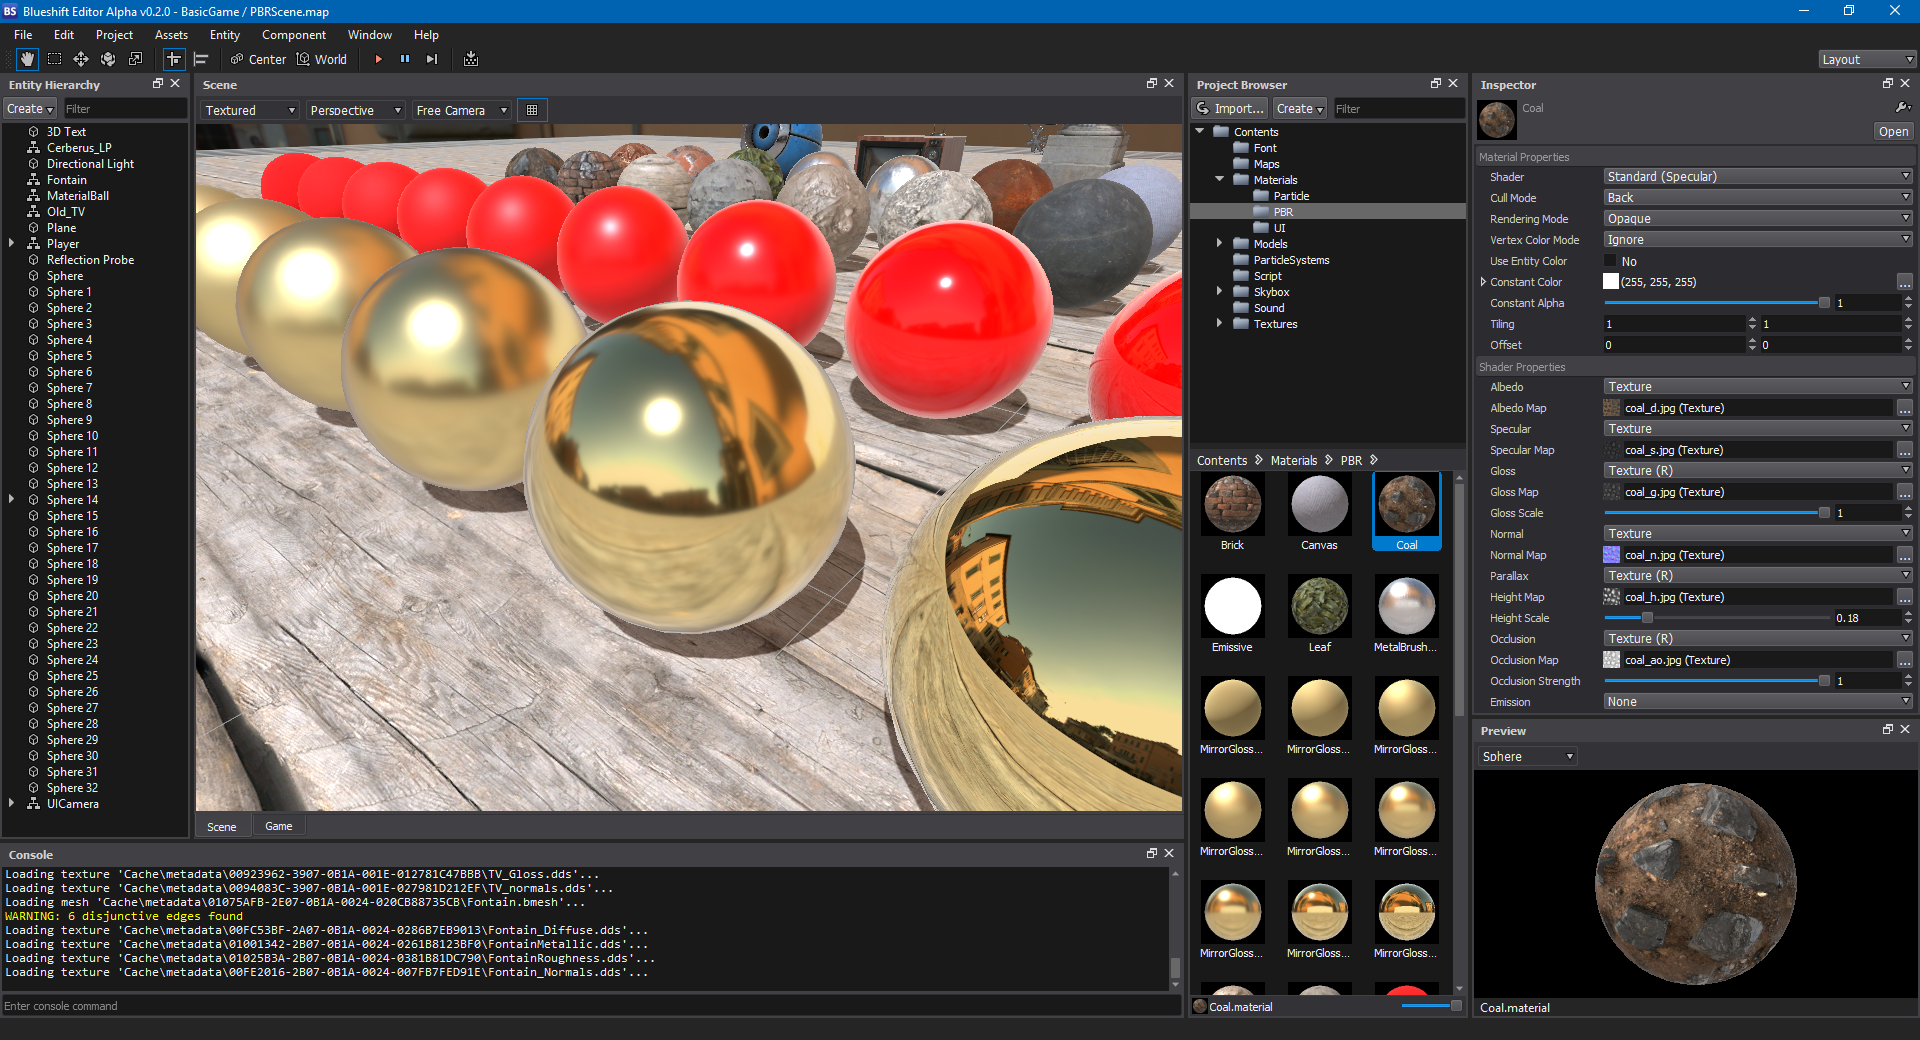 BS Blueshift Editor Alpha v0.2.0 - BasicGame / PBRScene.map
File Edit Project Assets Entity Component Window Help
Center World Layout
Entity Hierarchy
Create Filter
3D Text
Cerberus_LP
Directional Light
Fontain
MaterialBall
Old_TV
Plane
Player
Reflection Probe
Sphere
Sphere 1
Sphere 2
Sphere 3
Sphere 4
Sphere 5
Sphere 6
Sphere 7
Sphere 8
Sphere 9
Sphere 10
Sphere 11
Sphere 12
Sphere 13
Sphere 14
Sphere 15
Sphere 16
Sphere 17
Sphere 18
Sphere 19
Sphere 20
Sphere 21
Sphere 22
Sphere 23
Sphere 24
Sphere 25
Sphere 26
Sphere 27
Sphere 28
Sphere 29
Sphere 30
Sphere 31
Sphere 32
UICamera
Scene
Textured Perspective Free Camera
Scene Game
Console
Loading texture 'Cache\metadata\00923962-3907-0B1A-001E-012781C47BBB\TV_Gloss.dds'...
Loading texture 'Cache\metadata\0094083C-3907-0B1A-001E-027981D212EF\TV_normals.dds'...
Loading mesh 'Cache\metadata\01075AFB-2E07-0B1A-0024-020CB88735CB\Fontain.bmesh'...
WARNING: 6 disjunctive edges found
Loading texture 'Cache\metadata\00FC53BF-2A07-0B1A-0024-0286B7EB9013\Fontain_Diffuse.dds'...
Loading texture 'Cache\metadata\01001342-2B07-0B1A-0024-0261B8123BF0\FontainMetallic.dds'...
Loading texture 'Cache\metadata\01025B3A-2B07-0B1A-0024-0381B81DC790\FontainRoughness.dds'...
Loading texture 'Cache\metadata\00FE2016-2B07-0B1A-0024-007FB7FED91E\Fontain_Normals.dds'...
Enter console command
Project Browser
Import... Create Filter
Contents
Font
Maps
Materials
Particle
PBR
UI
Models
ParticleSystems
Script
Skybox
Sound
Textures
Contents Materials PBR
Brick Canvas Coal
Emissive Leaf MetalBrush...
MirrorGloss... MirrorGloss... MirrorGloss...
MirrorGloss... MirrorGloss... MirrorGloss...
MirrorGloss... MirrorGloss... MirrorGloss...
Coal.material
Inspector
Coal
Open
Material Properties
Shader Standard (Specular)
Cull Mode Back
Rendering Mode Opaque
Vertex Color Mode Ignore
Use Entity Color No
Constant Color (255, 255, 255) ...
Constant Alpha 1
Tiling 1 1
Offset 0 0
Shader Properties
Albedo Texture
Albedo Map coal_d.jpg (Texture) ...
Specular Texture
Specular Map coal_s.jpg (Texture) ...
Gloss Texture (R)
Gloss Map coal_g.jpg (Texture) ...
Gloss Scale 1
Normal Texture
Normal Map coal_n.jpg (Texture) ...
Parallax Texture (R)
Height Map coal_h.jpg (Texture) ...
Height Scale 0.18
Occlusion Texture (R)
Occlusion Map coal_ao.jpg (Texture) ...
Occlusion Strength 1
Emission None
Preview
Sphere
Coal.material